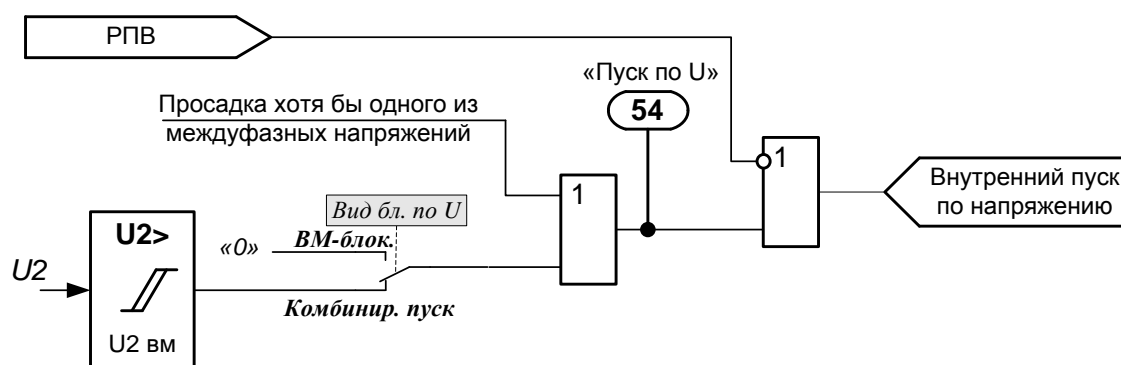 РПВ
«Пуск по U»
54
Просадка хотя бы одного из
междуфазных напряжений
1
1
Внутренний пуск
по напряжению
Вид бл. по U
U2>
«0»
ВМ-блок.
U2
Комбинир. пуск
U2 вм